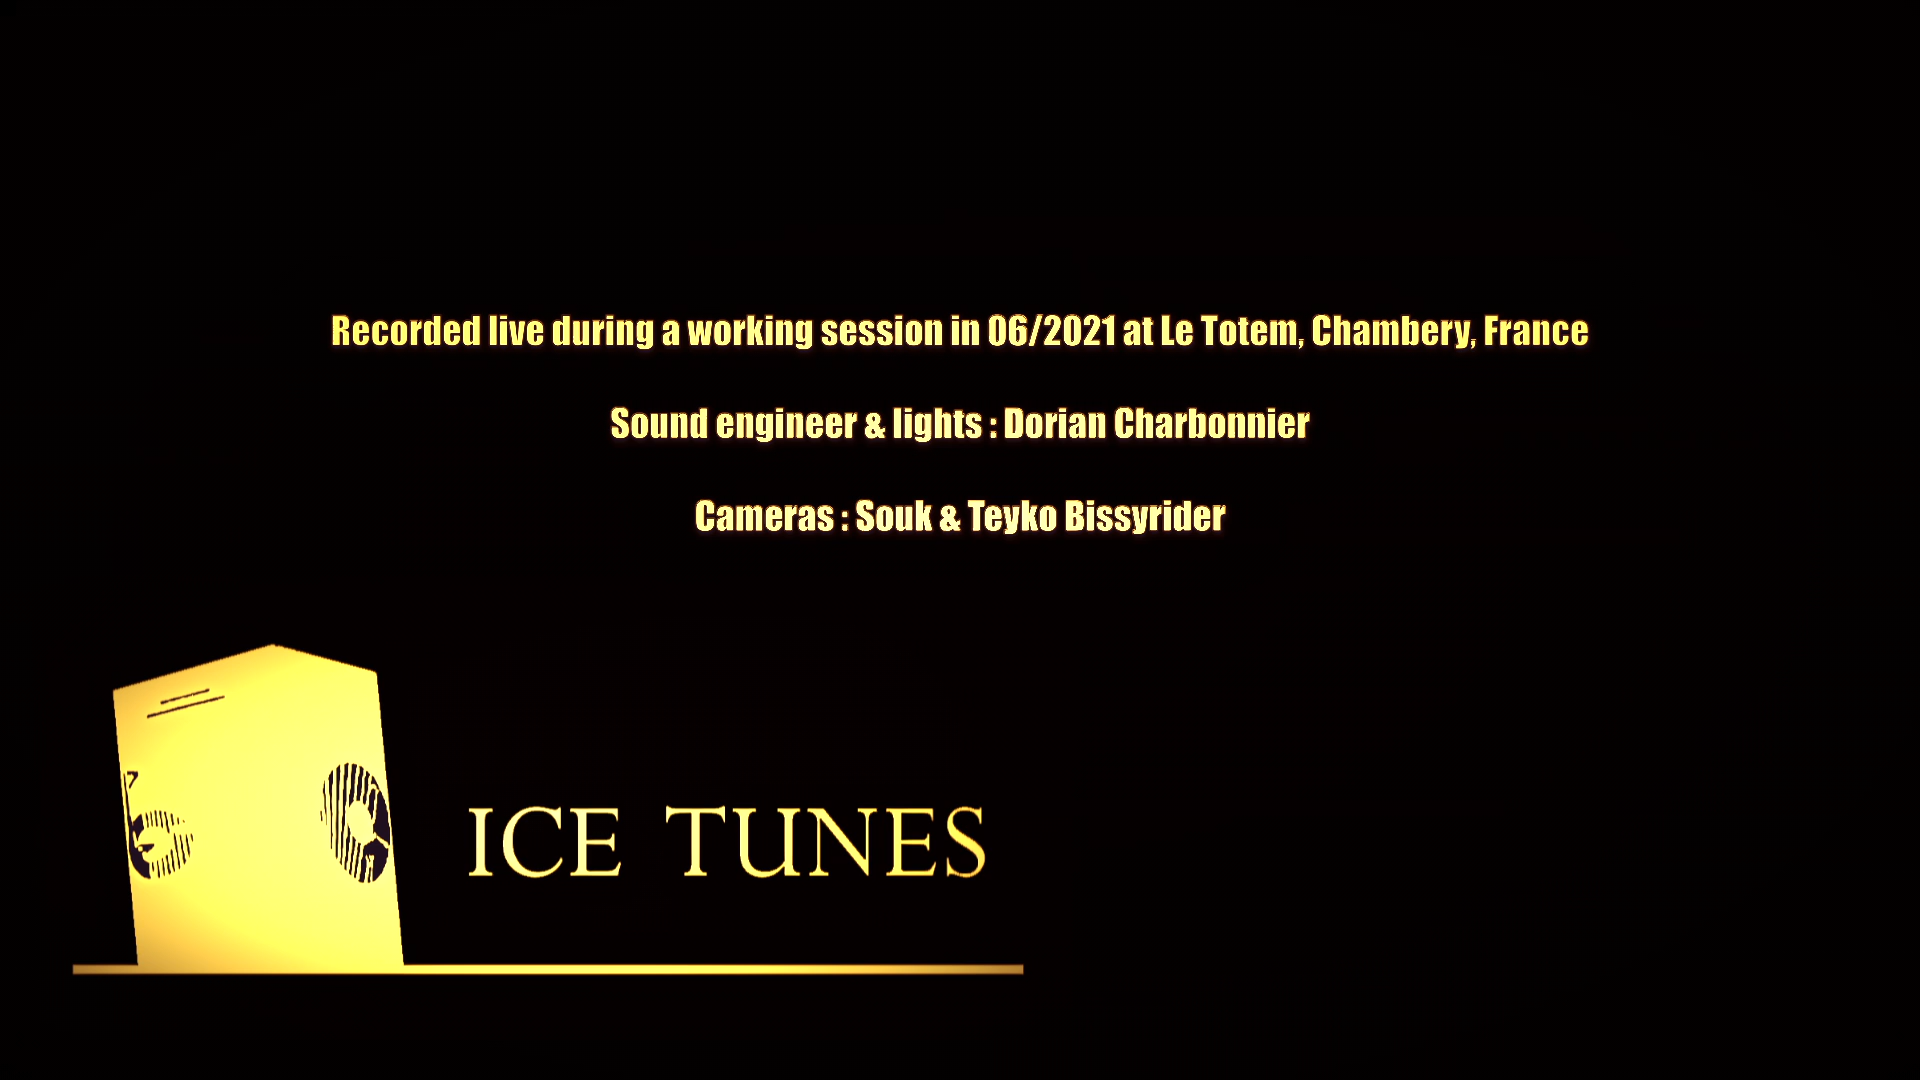 Recorded live during a working session in 06/2021 at Le Totem, Chambery, France
Sound engineer & lights : Dorian Charbonnier
Cameras : Souk & Teyko Bissyrider
ICE TUNES